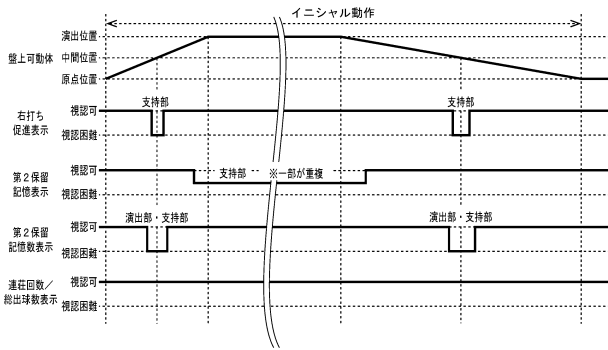 イニシャル動作
盤上可動体
演出位置
中間位置
原点位置
右打ち
促進表示
視認可
視認困難
支持部
支持部
第2保留
記憶表示
視認可
視認困難
支持部 ※一部が重複
第2保留
記憶数表示
視認可
視認困難
演出部・支持部
演出部・支持部
連荘回数/
総出球数表示
視認可
視認困難